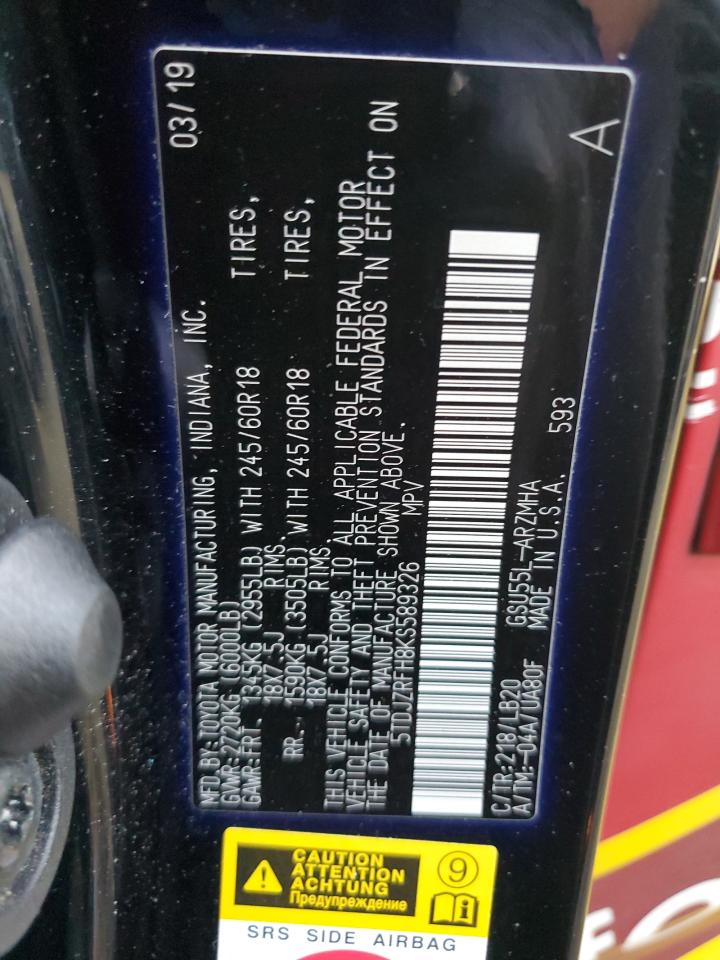 MFD.BY: TOYOTA MOTOR MANUFACTURING, INDIANA, INC. 03/19
GVWR: 2720KG (6000LB)
GAWR: FRT. 1345KG (2955LB) WITH 245/60R18 TIRES,
18X7.5J RIMS,
RR. 1590KG (3505LB) WITH 245/60R18 TIRES,
18X7.5J RIMS.
THIS VEHICLE CONFORMS TO ALL APPLICABLE FEDERAL MOTOR
VEHICLE SAFETY AND THEFT PREVENTION STANDARDS IN EFFECT ON
THE DATE OF MANUFACTURE SHOWN ABOVE.
5TDJZRFH8KS589326 MPV
C/TR: 218/LB20 GSU55L-ARZMHA
A/TM: -04A/UA80F MADE IN U.S.A. 593
A
CAUTION
ATTENTION
ACHTUNG
Предупреждение
9
i
SRS SIDE AIRBAG